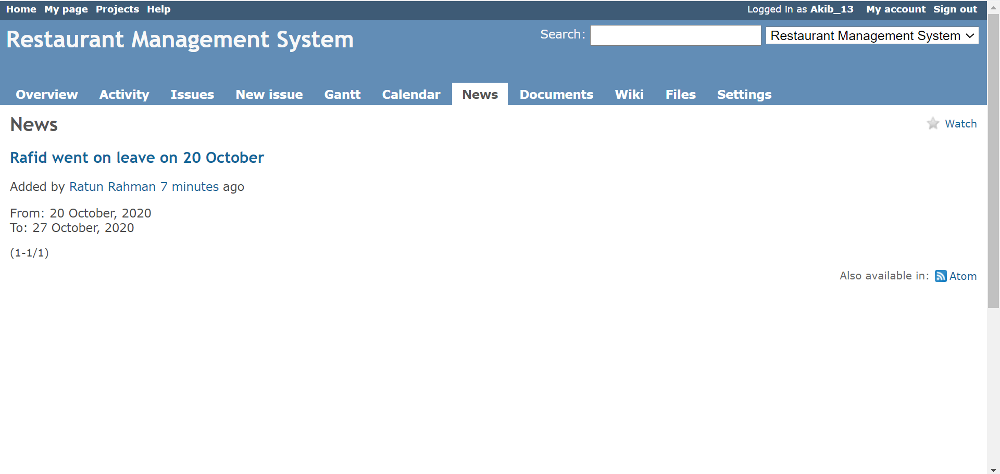 Home My page Projects Help Logged in as Akib_13 My account Sign out
Restaurant Management System Search: Restaurant Management System
Overview Activity Issues New issue Gantt Calendar News Documents Wiki Files Settings
News Watch
Rafid went on leave on 20 October
Added by Ratun Rahman 7 minutes ago
From: 20 October, 2020
To: 27 October, 2020
(1-1/1)
Also available in: Atom